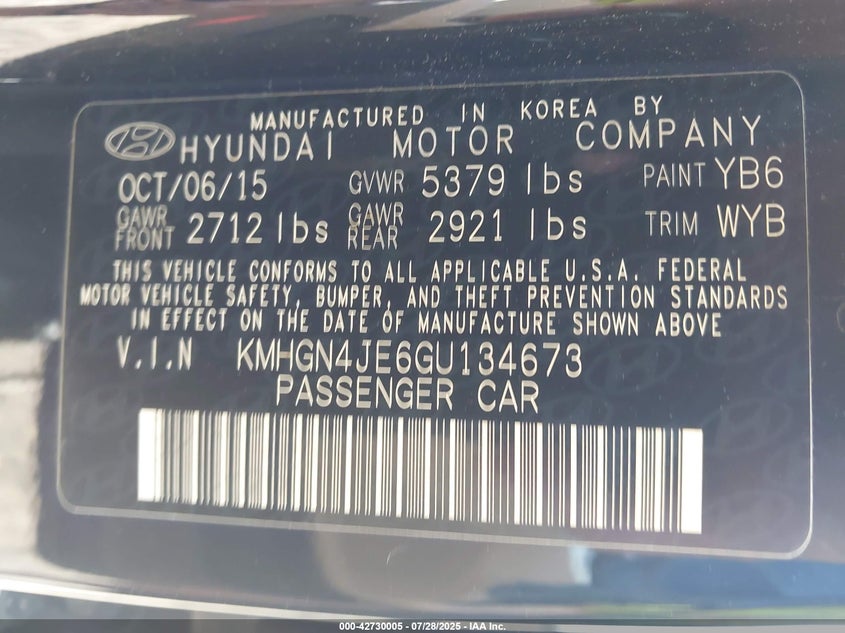 MANUFACTURED IN KOREA BY
HYUNDAI MOTOR COMPANY
OCT/06/15 GVWR 5379 lbs PAINT YB6
GAWR FRONT 2712 lbs GAWR REAR 2921 lbs TRIM WYB
THIS VEHICLE CONFORMS TO ALL APPLICABLE U.S.A. FEDERAL
MOTOR VEHICLE SAFETY, BUMPER, AND THEFT PREVENTION STANDARDS
IN EFFECT ON THE DATE OF MANUFACTURE SHOWN ABOVE
V.I.N KMHGN4JE6GU134673
PASSENGER CAR
000-42730005 - 07/28/2025 - IAA Inc.